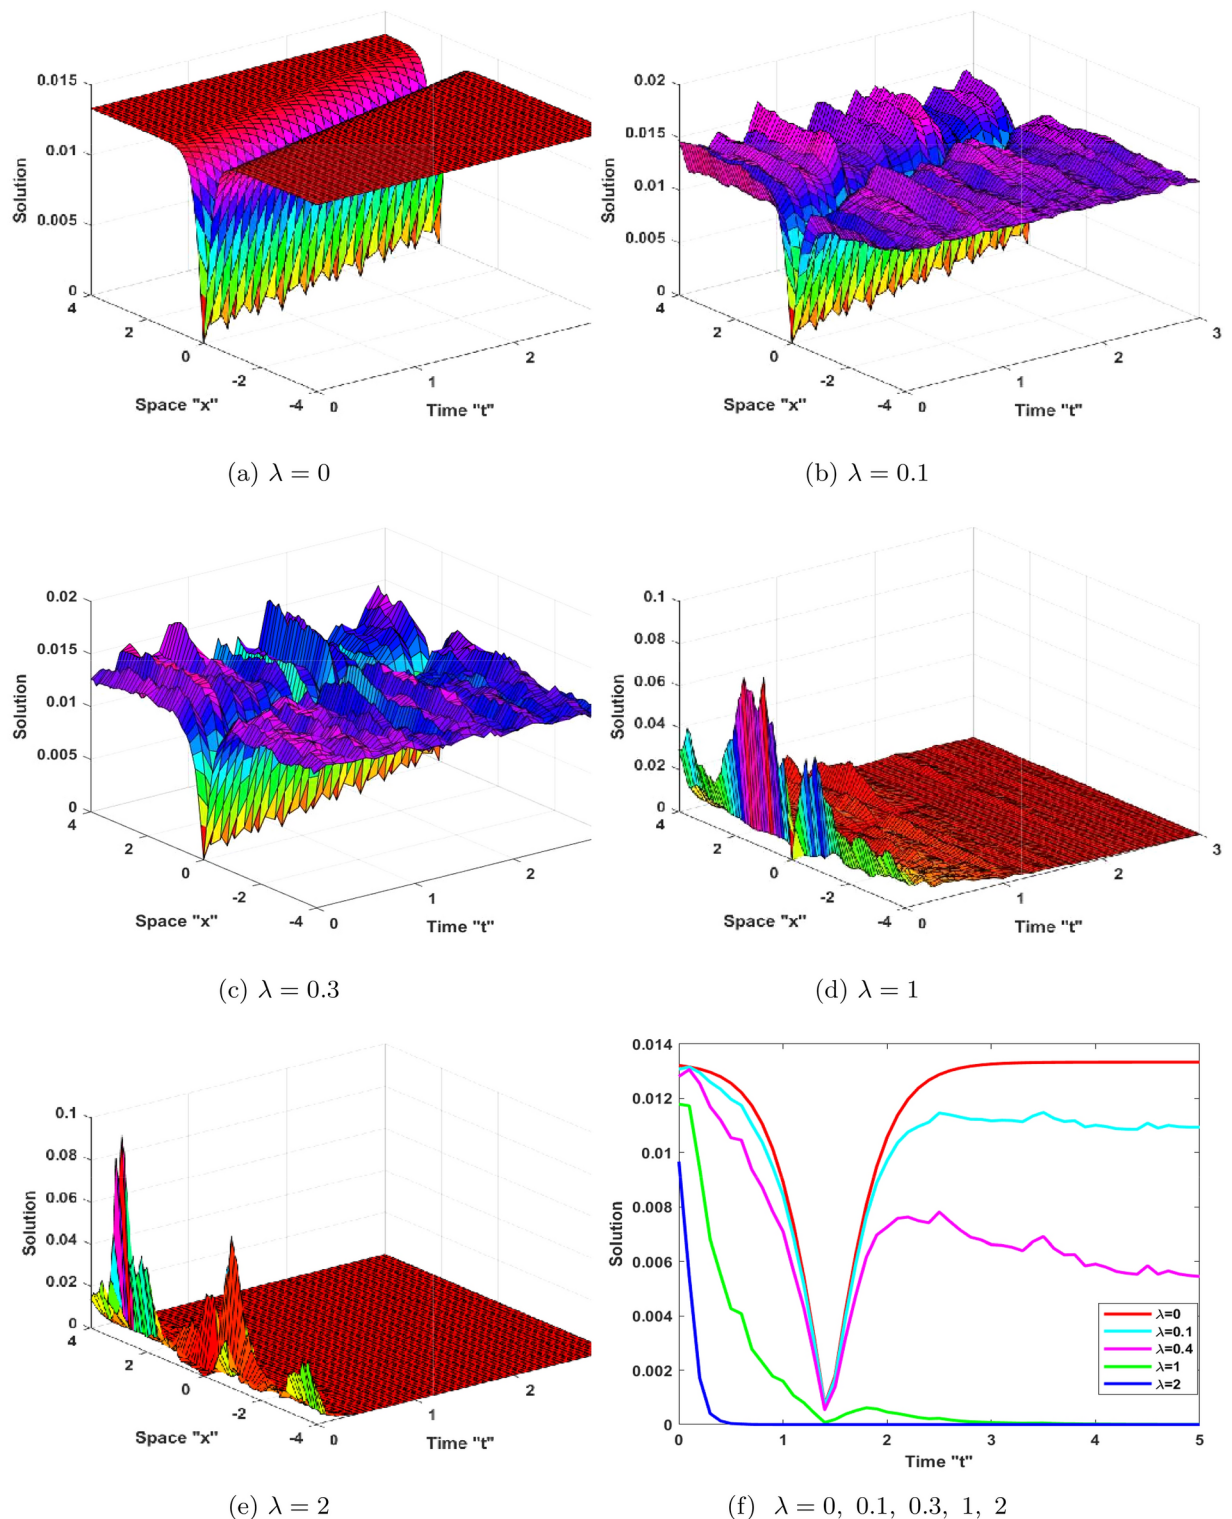 0.015
0.01
0.005
0
4
2
0
-2
-4
0
1
2
Solution
Space "x"
Time "t"
(a) λ = 0
0.02
0.015
0.01
0.005
0
4
2
0
-2
-4
0
1
2
3
Solution
Space "x"
Time "t"
(b) λ = 0.1
0.02
0.015
0.01
0.005
0
4
2
0
-2
-4
0
1
2
Solution
Space "x"
Time "t"
(c) λ = 0.3
0.1
0.08
0.06
0.04
0.02
0
4
2
0
-2
-4
0
1
2
3
Solution
Space "x"
Time "t"
(d) λ = 1
0.1
0.08
0.06
0.04
0.02
0
4
2
0
-2
-4
0
1
2
Solution
Space "x"
Time "t"
(e) λ = 2
0.014
0.012
0.01
0.008
0.006
0.004
0.002
0
0 1 2 3 4 5
Solution
Time "t"
λ=0
λ=0.1
λ=0.4
λ=1
λ=2
(f) λ = 0, 0.1, 0.3, 1, 2